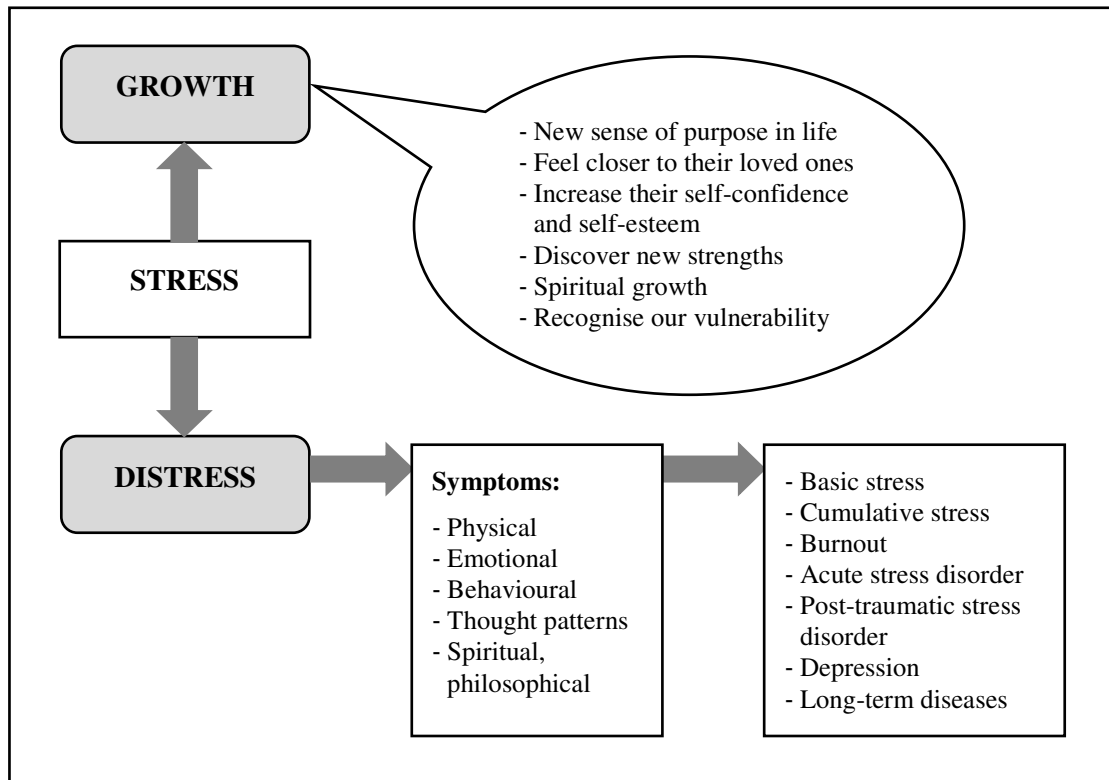 GROWTH
- New sense of purpose in life
- Feel closer to their loved ones
- Increase their self-confidence
and self-esteem
- Discover new strengths
- Spiritual growth
- Recognise our vulnerability
STRESS
DISTRESS
Symptoms:
- Physical
- Emotional
- Behavioural
- Thought patterns
- Spiritual,
philosophical
- Basic stress
- Cumulative stress
- Burnout
- Acute stress disorder
- Post-traumatic stress
disorder
- Depression
- Long-term diseases